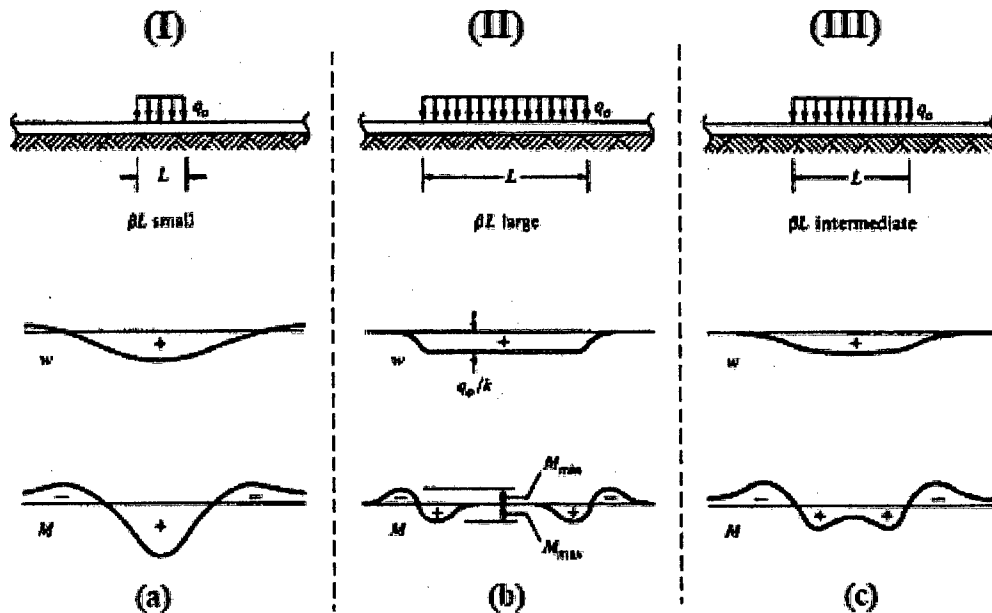 (I) (II) (III)
q₀ q₀ q₀
L L L
βL small βL large βL intermediate
+ + +
w w w
q₀/k
M_min
− + − − + + − − + + −
M M M
M_max
(a) (b) (c)